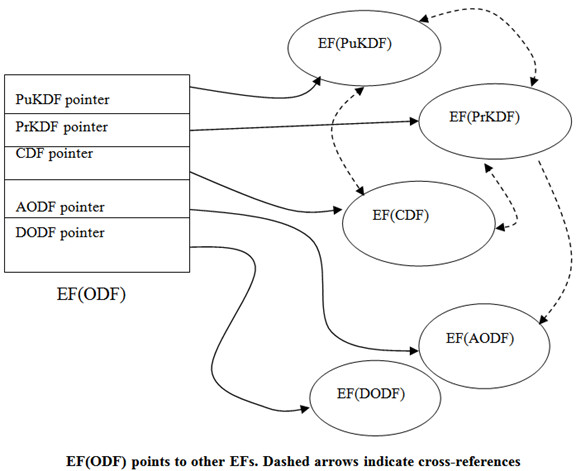 EF(PuKDF)
PuKDF pointer
PrKDF pointer
EF(PrKDF)
CDF pointer
AODF pointer
EF(CDF)
DODF pointer
EF(ODF)
EF(AODF)
EF(DODF)
EF(ODF) points to other EFs. Dashed arrows indicate cross-references